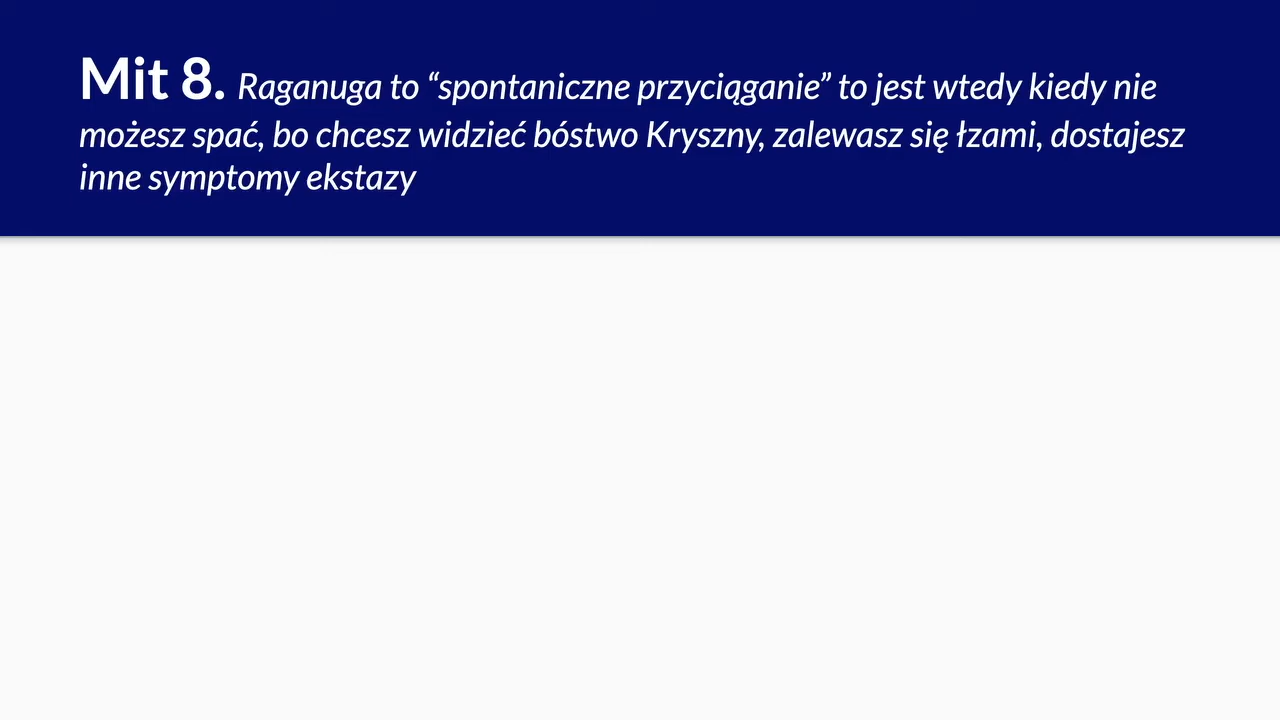 Mit 8. Raganuga to “spontaniczne przyciąganie” to jest wtedy kiedy nie
możesz spać, bo chcesz widzieć bóstwo Kryszny, zalewasz się łzami, dostajesz
inne symptomy ekstazy